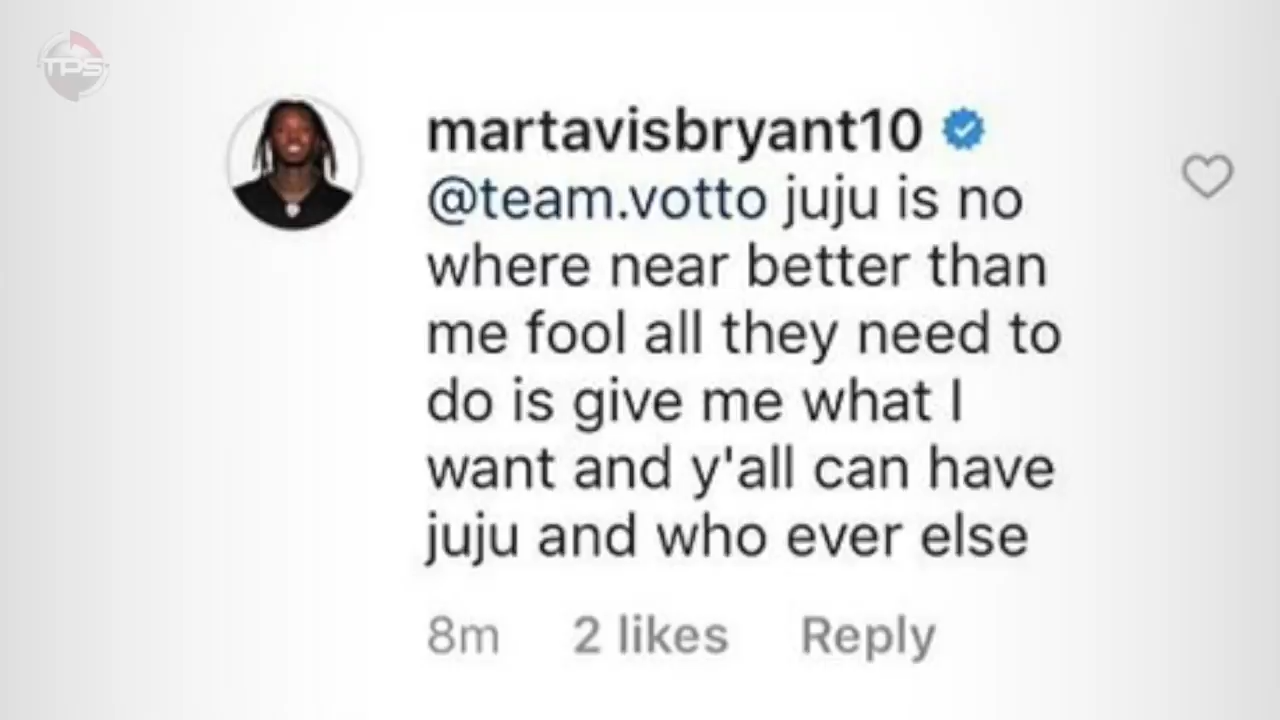 TPS
martavisbryant10
@team.votto juju is no
where near better than
me fool all they need to
do is give me what I
want and y'all can have
juju and who ever else
8m 2 likes Reply